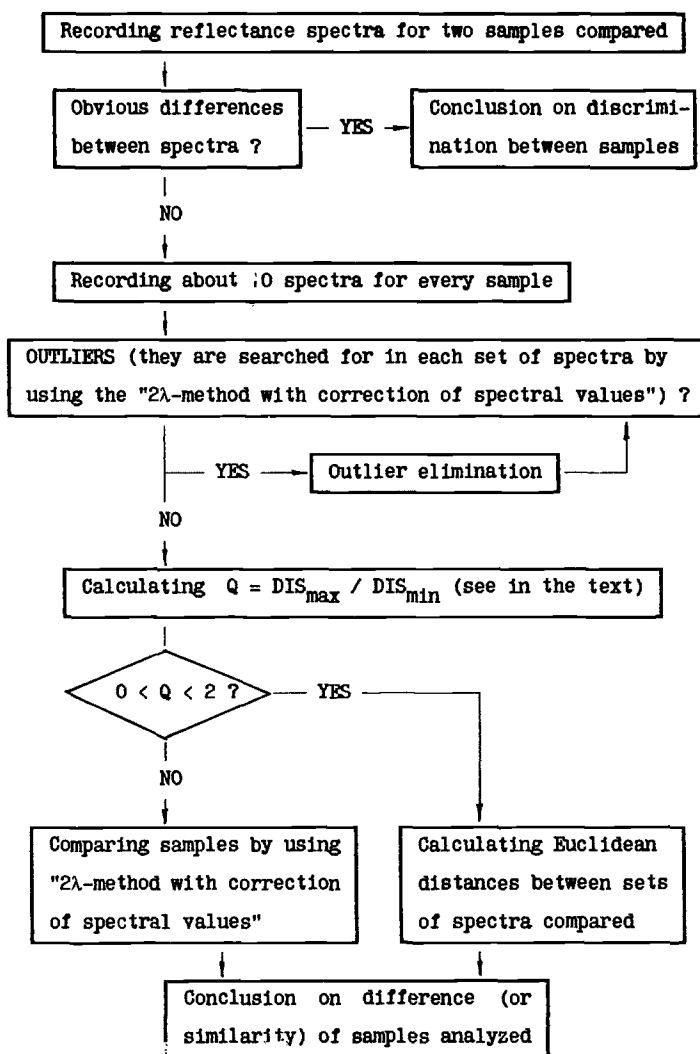 Recording reflectance spectra for two samples compared
Obvious differences
between spectra ?
YES
Conclusion on discrimi-
nation between samples
NO
Recording about 0 spectra for every sample
OUTLIERS (they are searched for in each set of spectra by
using the "2λ-method with correction of spectral values") ?
YES
Outlier elimination
NO
Calculating Q = DISmax / DISmin (see in the text)
0 < Q < 2 ?
YES
NO
Comparing samples by using
"2λ-method with correction
of spectral values"
Calculating Euclidean
distances between sets
of spectra compared
Conclusion on difference (or
similarity) of samples analyzed